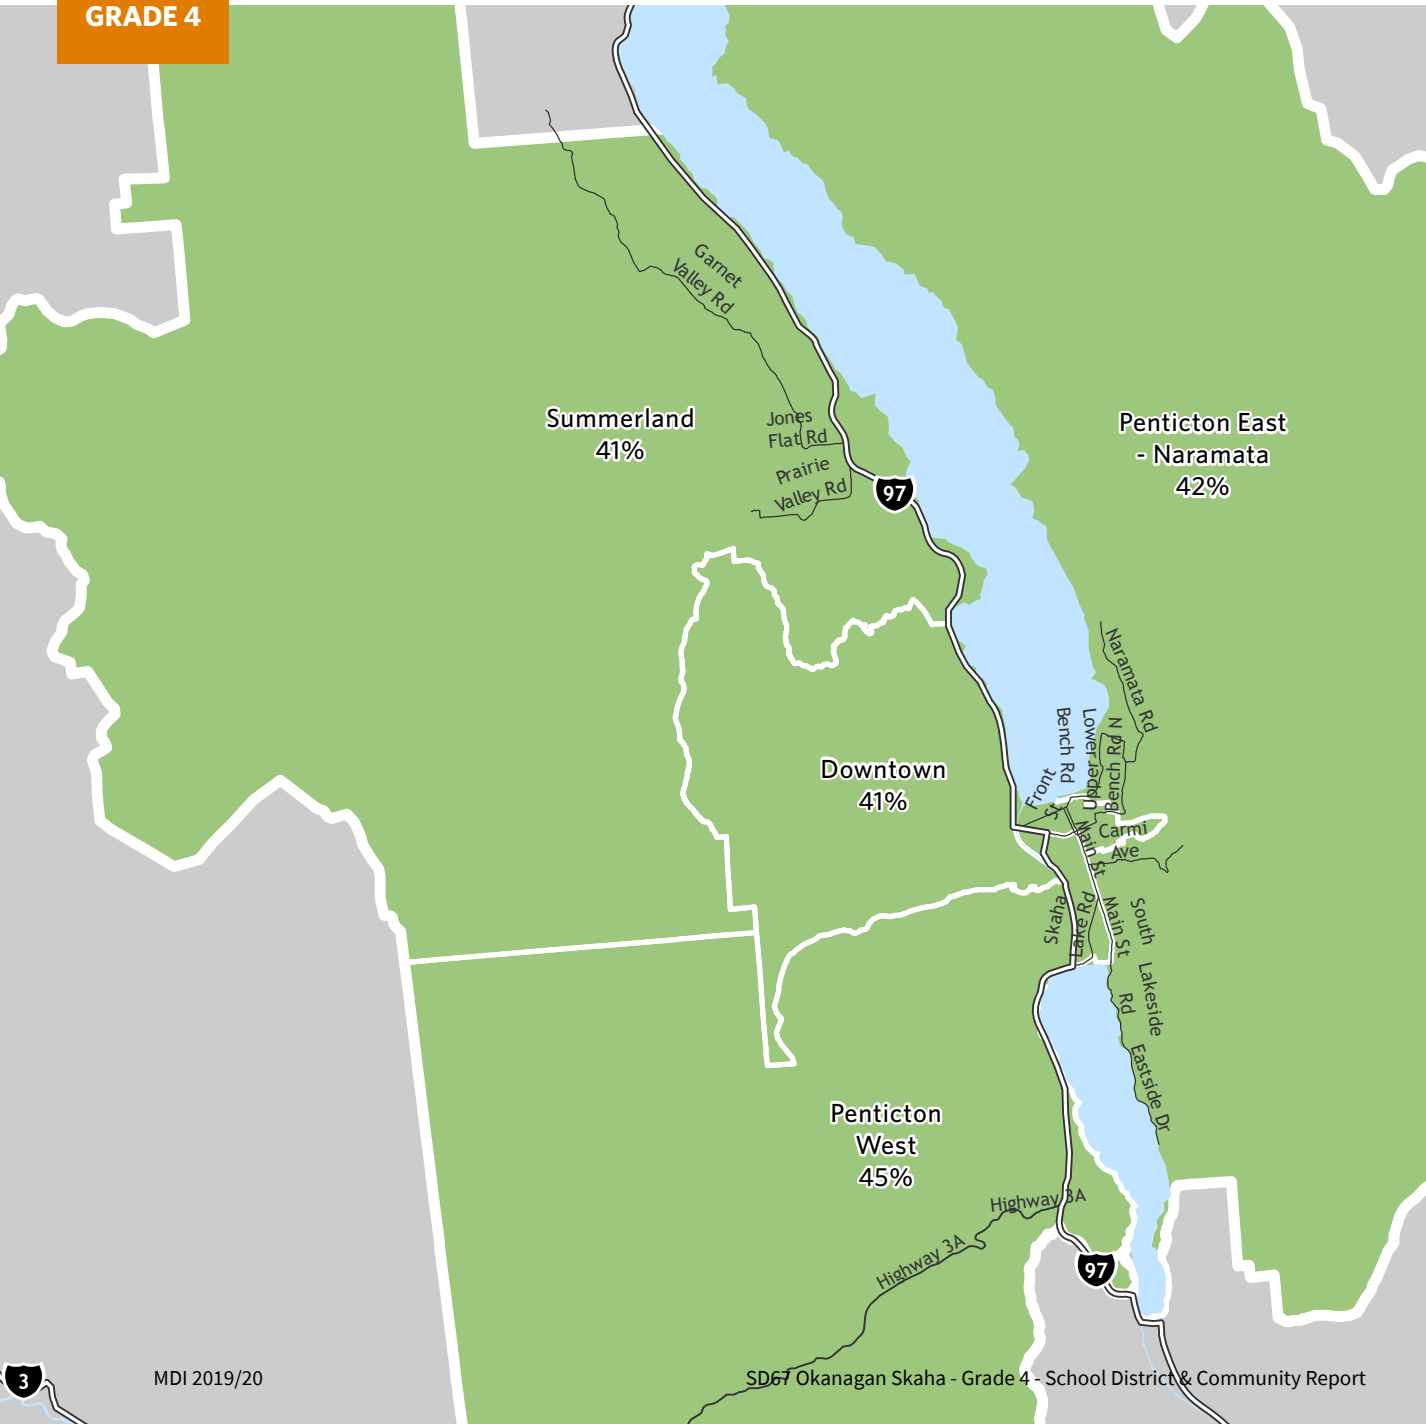 GRADE 4
Garnet
Valley Rd
Summerland
41%
Jones
Flat Rd
Prairie
Valley Rd
97
Penticton East
- Naramata
42%
Naramata Rd
Lower
Bench Rd
Upper
Bench Rd N
Downtown
41%
Front
St
Main St
Carmi
Ave
Skaha
Lake Rd
South
Main St
Lakeside
Rd
Eastside Dr
Penticton
West
45%
Highway 3A
Highway 3A
97
3
MDI 2019/20
SD67 Okanagan Skaha - Grade 4 - School District & Community Report